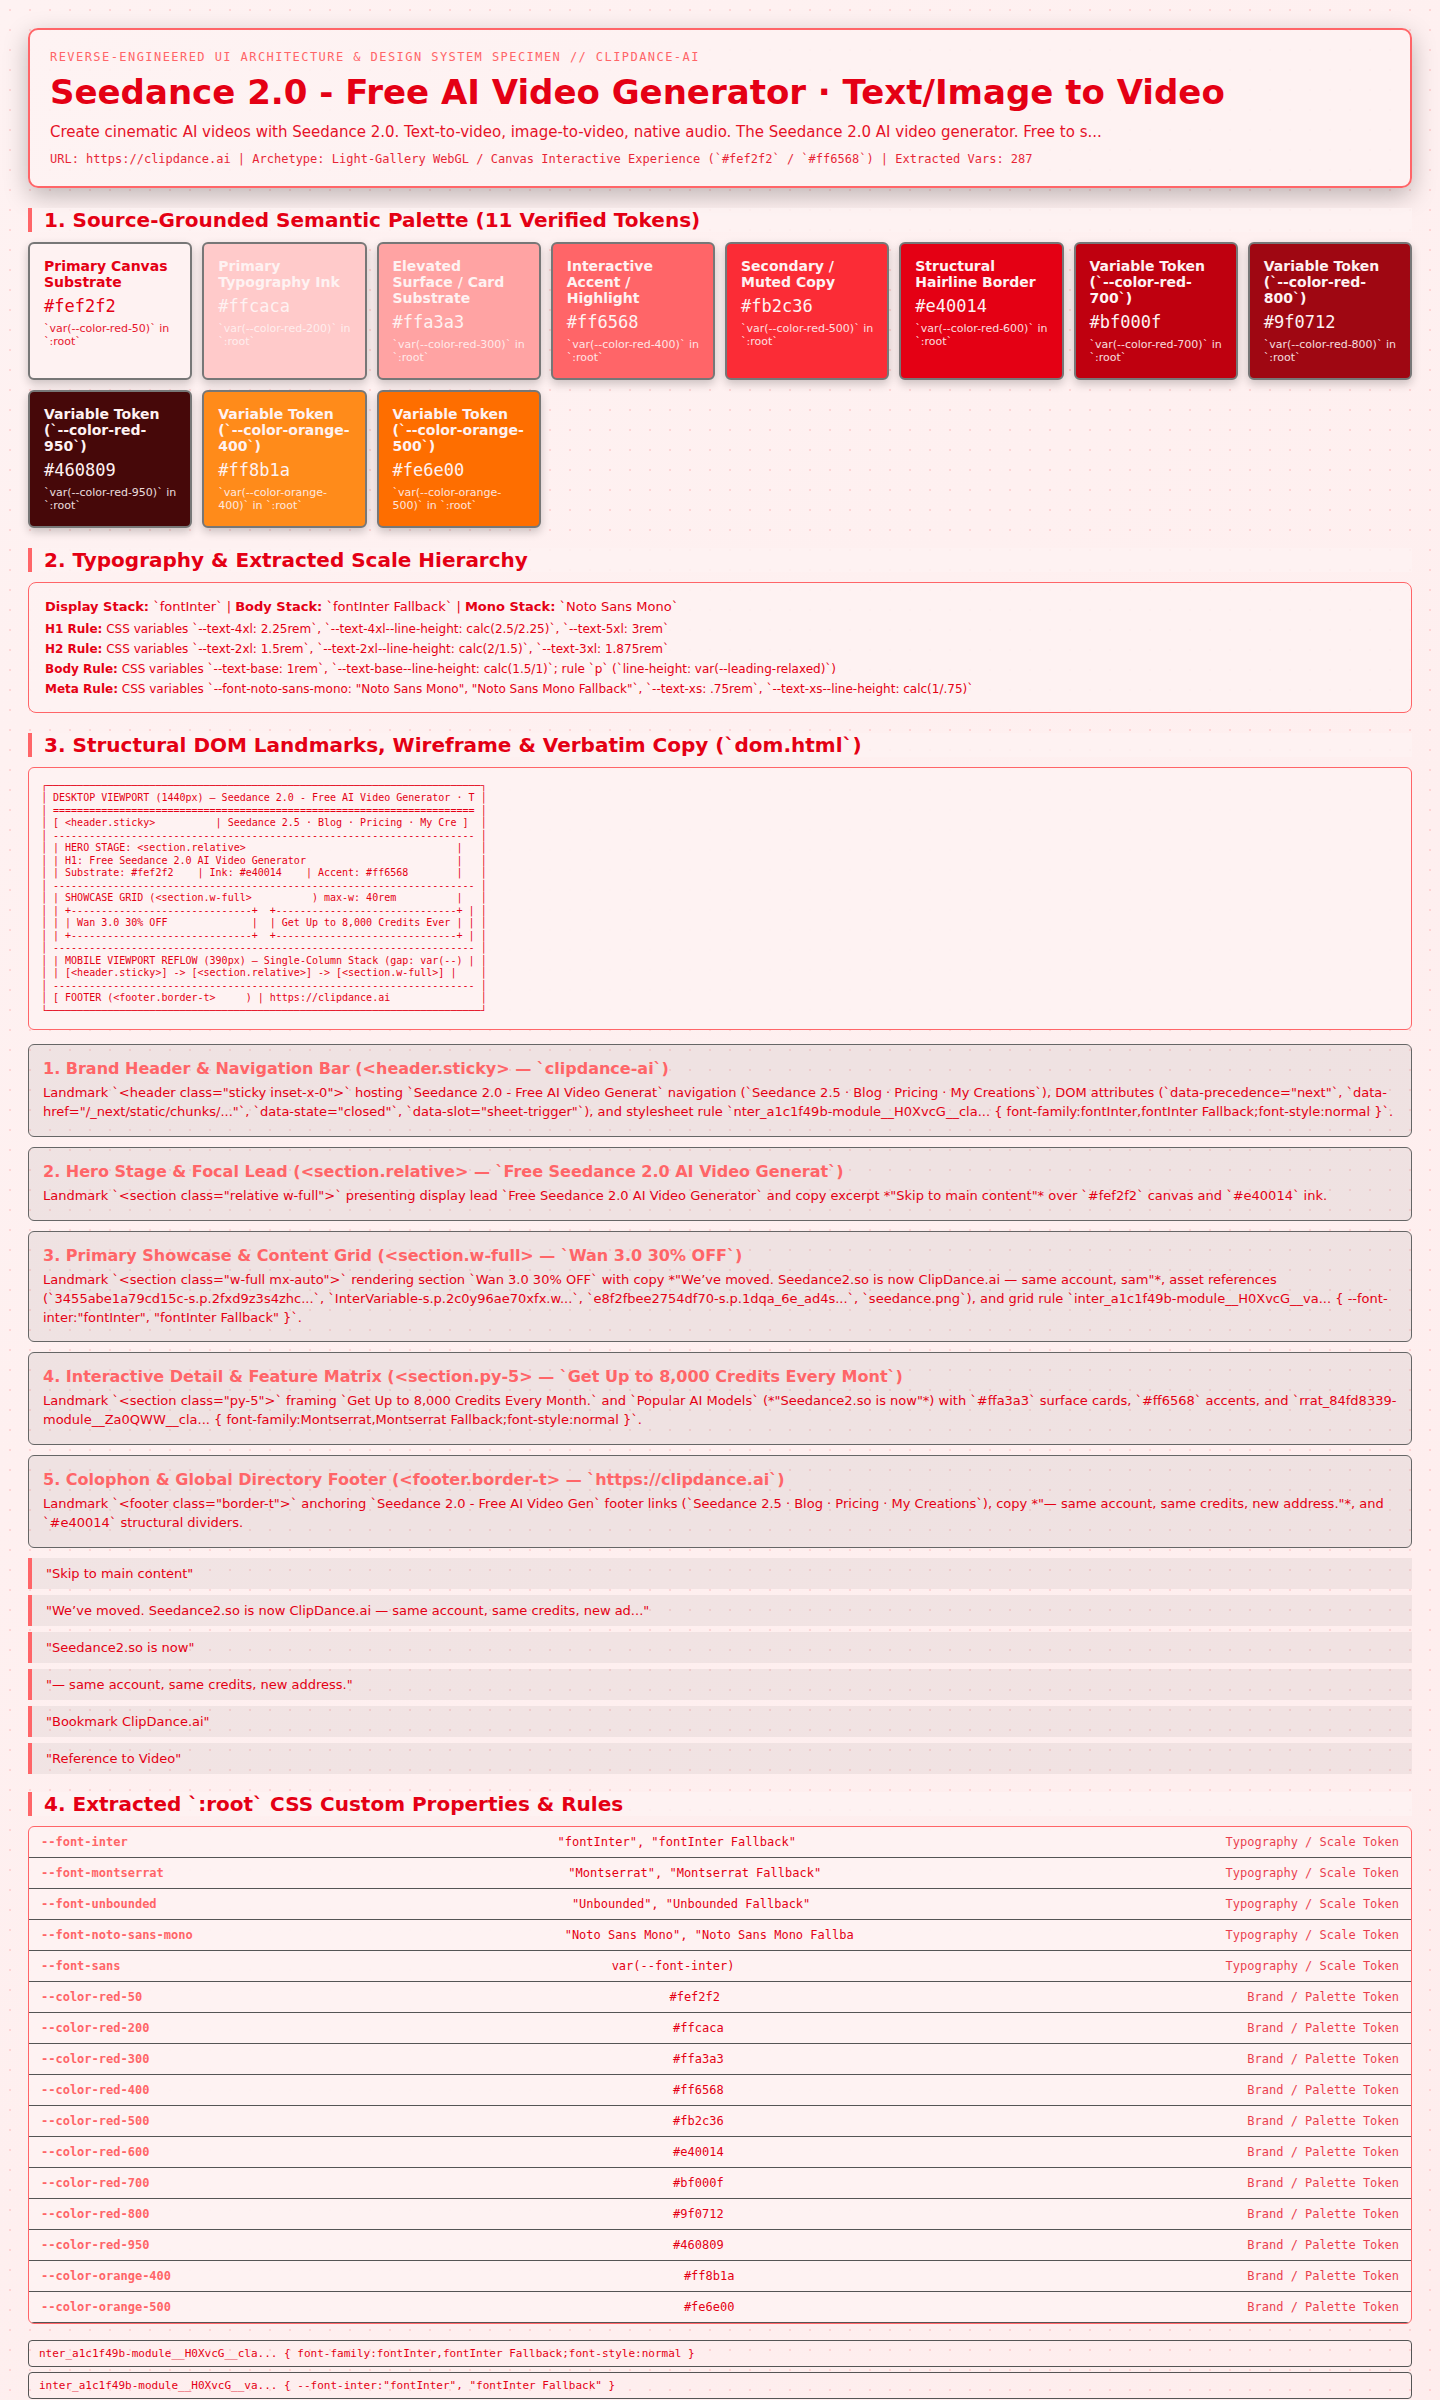 REVERSE-ENGINEERED UI ARCHITECTURE & DESIGN SYSTEM SPECIMEN // CLIPDANCE-AI
Seedance 2.0 - Free AI Video Generator · Text/Image to Video
Create cinematic AI videos with Seedance 2.0. Text-to-video, image-to-video, native audio. The Seedance 2.0 AI video generator. Free to s...
URL: https://clipdance.ai | Archetype: Light-Gallery WebGL / Canvas Interactive Experience (`#fef2f2` / `#ff6568`) | Extracted Vars: 287
1. Source-Grounded Semantic Palette (11 Verified Tokens)
Primary Canvas
Substrate
#fef2f2
`var(--color-red-50)` in
`:root`
Primary
Typography Ink
#ffcaca
`var(--color-red-200)` in
`:root`
Elevated
Surface / Card
Substrate
#ffa3a3
`var(--color-red-300)` in
`:root`
Interactive
Accent /
Highlight
#ff6568
`var(--color-red-400)` in
`:root`
Secondary /
Muted Copy
#fb2c36
`var(--color-red-500)` in
`:root`
Structural
Hairline Border
#e40014
`var(--color-red-600)` in
`:root`
Variable Token
(`--color-red-
700`)
#bf000f
`var(--color-red-700)` in
`:root`
Variable Token
(`--color-red-
800`)
#9f0712
`var(--color-red-800)` in
`:root`
Variable Token
(`--color-red-
950`)
#460809
`var(--color-red-950)` in
`:root`
Variable Token
(`--color-orange-
400`)
#ff8b1a
`var(--color-orange-
400)` in `:root`
Variable Token
(`--color-orange-
500`)
#fe6e00
`var(--color-orange-
500)` in `:root`
2. Typography & Extracted Scale Hierarchy
Display Stack: `fontInter` | Body Stack: `fontInter Fallback` | Mono Stack: `Noto Sans Mono`
H1 Rule: CSS variables `--text-4xl: 2.25rem`, `--text-4xl--line-height: calc(2.5/2.25)`, `--text-5xl: 3rem`
H2 Rule: CSS variables `--text-2xl: 1.5rem`, `--text-2xl--line-height: calc(2/1.5)`, `--text-3xl: 1.875rem`
Body Rule: CSS variables `--text-base: 1rem`, `--text-base--line-height: calc(1.5/1)`; rule `p` (`line-height: var(--leading-relaxed)`)
Meta Rule: CSS variables `--font-noto-sans-mono: "Noto Sans Mono", "Noto Sans Mono Fallback"`, `--text-xs: .75rem`, `--text-xs--line-height: calc(1/.75)`
3. Structural DOM Landmarks, Wireframe & Verbatim Copy (`dom.html`)
| DESKTOP VIEWPORT (1440px) — Seedance 2.0 - Free AI Video Generator · T |
| ====================================================================== |
| [ <header.sticky>          | Seedance 2.5 · Blog · Pricing · My Cre ]  |
| ---------------------------------------------------------------------- |
| | HERO STAGE: <section.relative>                                   |   |
| | H1: Free Seedance 2.0 AI Video Generator                         |   |
| | Substrate: #fef2f2    | Ink: #e40014    | Accent: #ff6568        |   |
| ---------------------------------------------------------------------- |
| | SHOWCASE GRID (<section.w-full>          ) max-w: 40rem          |   |
| | +------------------------------+  +------------------------------+ | |
| | | Wan 3.0 30% OFF              |  | Get Up to 8,000 Credits Ever | | |
| | +------------------------------+  +------------------------------+ | |
| ---------------------------------------------------------------------- |
| | MOBILE VIEWPORT REFLOW (390px) — Single-Column Stack (gap: var(--) | |
| | [<header.sticky>] -> [<section.relative>] -> [<section.w-full>] |    |
| ---------------------------------------------------------------------- |
| [ FOOTER (<footer.border-t>     ) | https://clipdance.ai               |
1. Brand Header & Navigation Bar (<header.sticky> — `clipdance-ai`)
Landmark `<header class="sticky inset-x-0">` hosting `Seedance 2.0 - Free AI Video Generat` navigation (`Seedance 2.5 · Blog · Pricing · My Creations`), DOM attributes (`data-precedence="next"`, `data-
href="/_next/static/chunks/..."`, `data-state="closed"`, `data-slot="sheet-trigger"`), and stylesheet rule `nter_a1c1f49b-module__H0XvcG__cla... { font-family:fontInter,fontInter Fallback;font-style:normal }`.
2. Hero Stage & Focal Lead (<section.relative> — `Free Seedance 2.0 AI Video Generat`)
Landmark `<section class="relative w-full">` presenting display lead `Free Seedance 2.0 AI Video Generator` and copy excerpt *"Skip to main content"* over `#fef2f2` canvas and `#e40014` ink.
3. Primary Showcase & Content Grid (<section.w-full> — `Wan 3.0 30% OFF`)
Landmark `<section class="w-full mx-auto">` rendering section `Wan 3.0 30% OFF` with copy *"We’ve moved. Seedance2.so is now ClipDance.ai — same account, sam"*, asset references
(`3455abe1a79cd15c-s.p.2fxd9z3s4zhc...`, `InterVariable-s.p.2c0y96ae70xfx.w...`, `e8f2fbee2754df70-s.p.1dqa_6e_ad4s...`, `seedance.png`), and grid rule `inter_a1c1f49b-module__H0XvcG__va... { --font-
inter:"fontInter", "fontInter Fallback" }`.
4. Interactive Detail & Feature Matrix (<section.py-5> — `Get Up to 8,000 Credits Every Mont`)
Landmark `<section class="py-5">` framing `Get Up to 8,000 Credits Every Month.` and `Popular AI Models` (*"Seedance2.so is now"*) with `#ffa3a3` surface cards, `#ff6568` accents, and `rrat_84fd8339-
module__Za0QWW__cla... { font-family:Montserrat,Montserrat Fallback;font-style:normal }`.
5. Colophon & Global Directory Footer (<footer.border-t> — `https://clipdance.ai`)
Landmark `<footer class="border-t">` anchoring `Seedance 2.0 - Free AI Video Gen` footer links (`Seedance 2.5 · Blog · Pricing · My Creations`), copy *"— same account, same credits, new address."*, and
`#e40014` structural dividers.
"Skip to main content"
"We’ve moved. Seedance2.so is now ClipDance.ai — same account, same credits, new ad..."
"Seedance2.so is now"
"— same account, same credits, new address."
"Bookmark ClipDance.ai"
"Reference to Video"
4. Extracted `:root` CSS Custom Properties & Rules
--font-inter "fontInter", "fontInter Fallback" Typography / Scale Token
--font-montserrat "Montserrat", "Montserrat Fallback" Typography / Scale Token
--font-unbounded "Unbounded", "Unbounded Fallback" Typography / Scale Token
--font-noto-sans-mono "Noto Sans Mono", "Noto Sans Mono Fallba Typography / Scale Token
--font-sans var(--font-inter) Typography / Scale Token
--color-red-50 #fef2f2 Brand / Palette Token
--color-red-200 #ffcaca Brand / Palette Token
--color-red-300 #ffa3a3 Brand / Palette Token
--color-red-400 #ff6568 Brand / Palette Token
--color-red-500 #fb2c36 Brand / Palette Token
--color-red-600 #e40014 Brand / Palette Token
--color-red-700 #bf000f Brand / Palette Token
--color-red-800 #9f0712 Brand / Palette Token
--color-red-950 #460809 Brand / Palette Token
--color-orange-400 #ff8b1a Brand / Palette Token
--color-orange-500 #fe6e00 Brand / Palette Token
nter_a1c1f49b-module__H0XvcG__cla... { font-family:fontInter,fontInter Fallback;font-style:normal }
inter_a1c1f49b-module__H0XvcG__va... { --font-inter:"fontInter", "fontInter Fallback" }